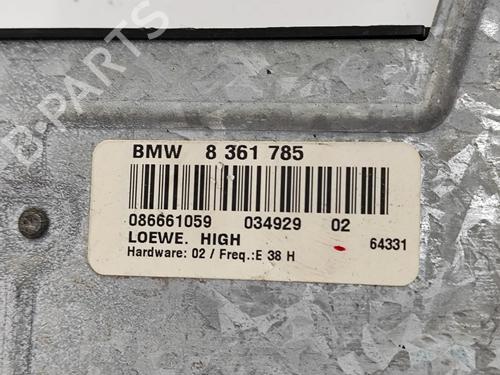 B-PARTS
BMW 8 361 785
086661059 034929 02
LOEWE. HIGH 64331
Hardware: 02 / Freq.:E 38 H